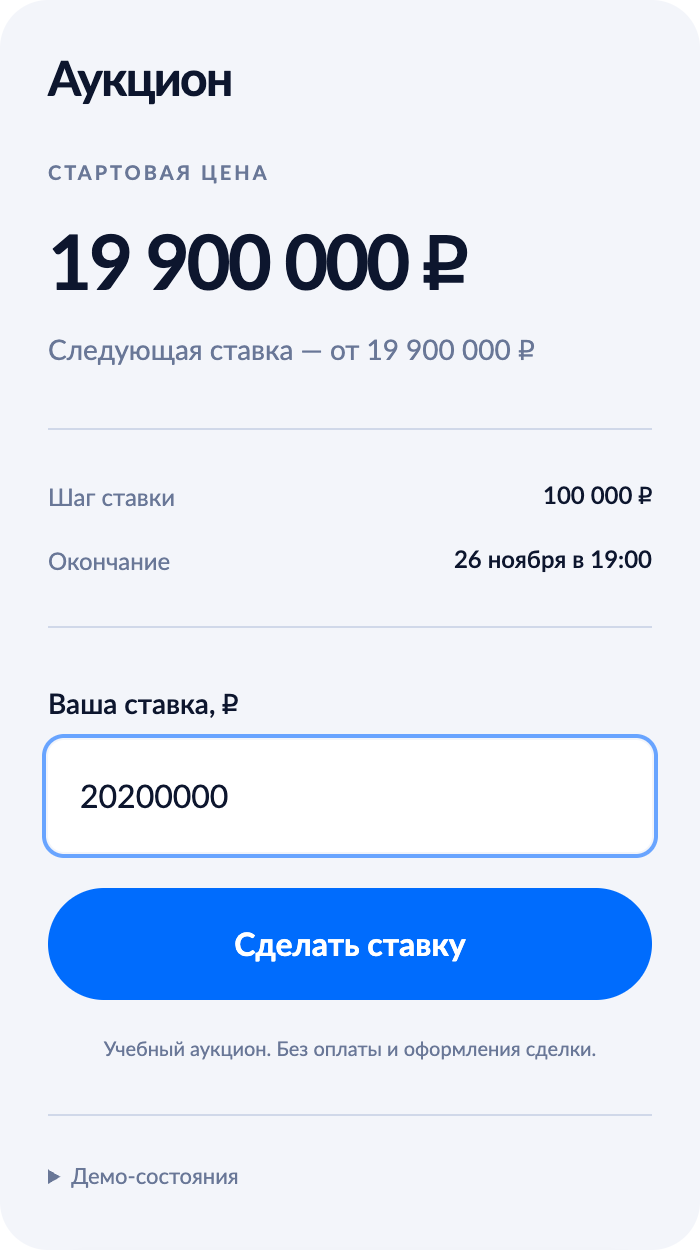 Аукцион
СТАРТОВАЯ ЦЕНА
19 900 000 ₽
Следующая ставка — от 19 900 000 ₽
Шаг ставки 100 000 ₽
Окончание 26 ноября в 19:00
Ваша ставка, ₽
20200000
Сделать ставку
Учебный аукцион. Без оплаты и оформления сделки.
Демо-состояния